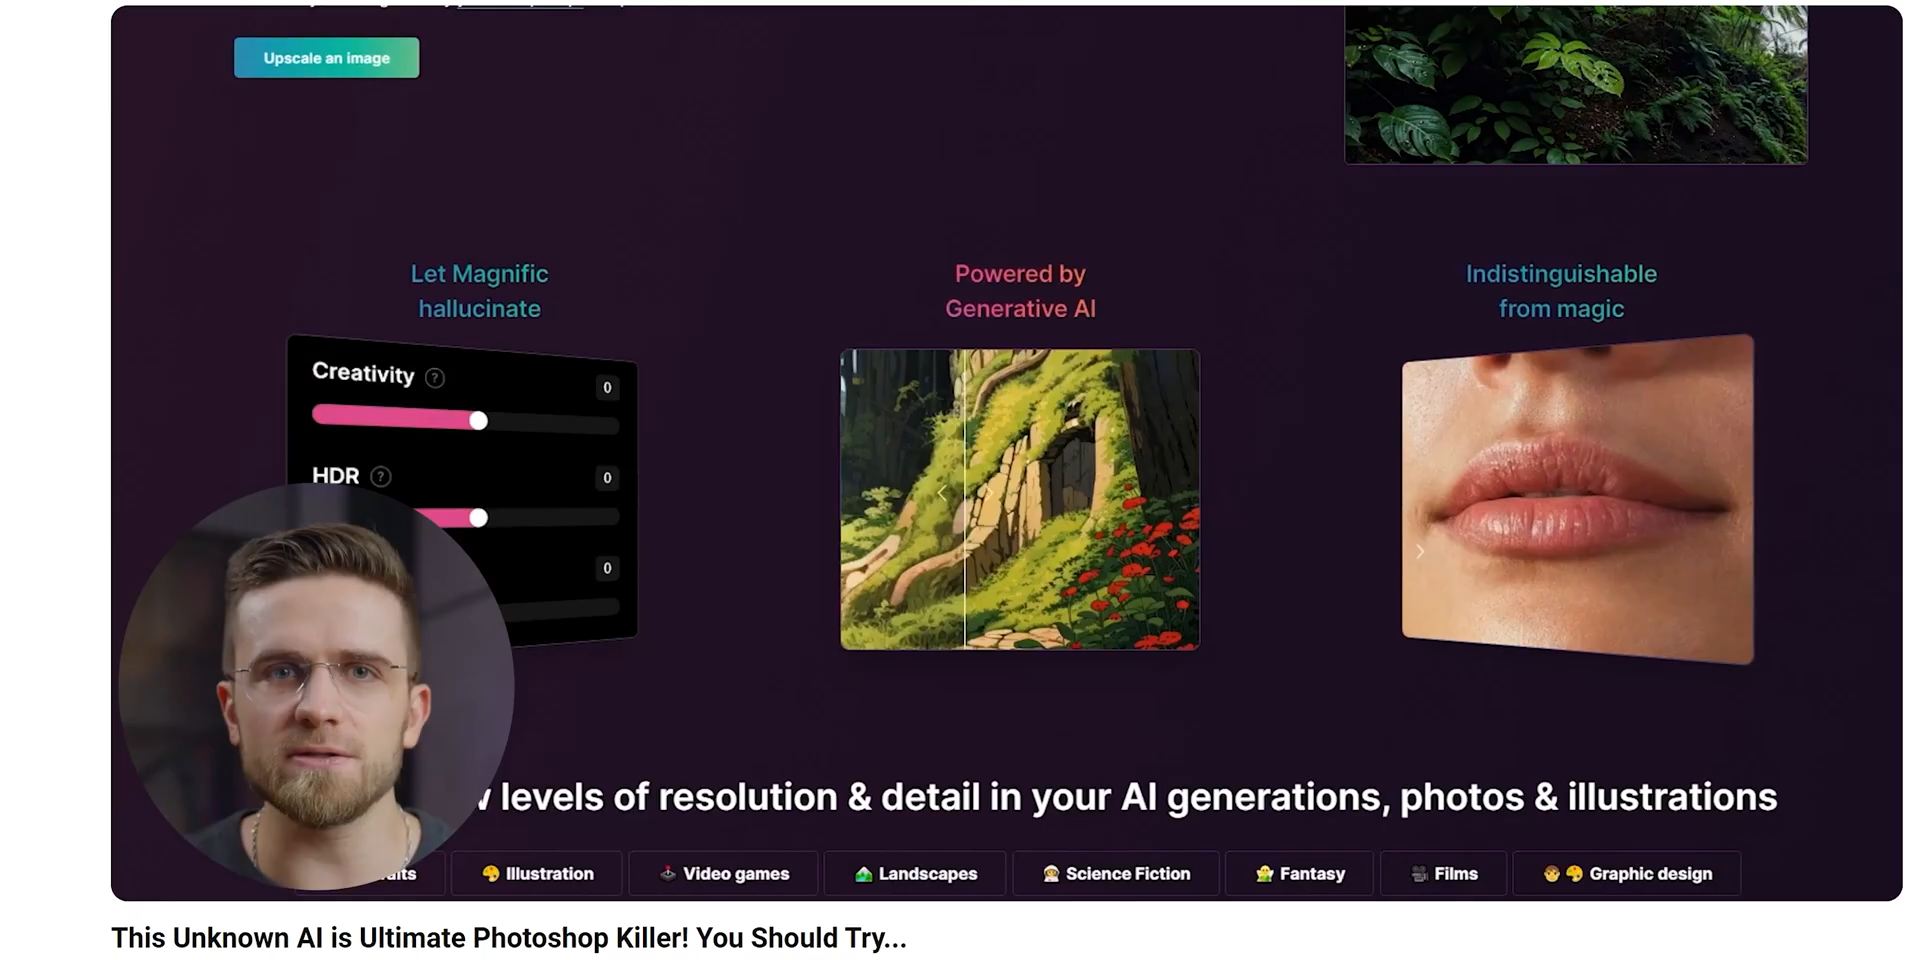 Upscale an image
Let Magnific
hallucinate
Powered by
Generative AI
Indistinguishable
from magic
Creativity ? 0
HDR ? 0
0
levels of resolution & detail in your AI generations, photos & illustrations
Illustration
Video games
Landscapes
Science Fiction
Fantasy
Films
Graphic design
This Unknown AI is Ultimate Photoshop Killer! You Should Try...